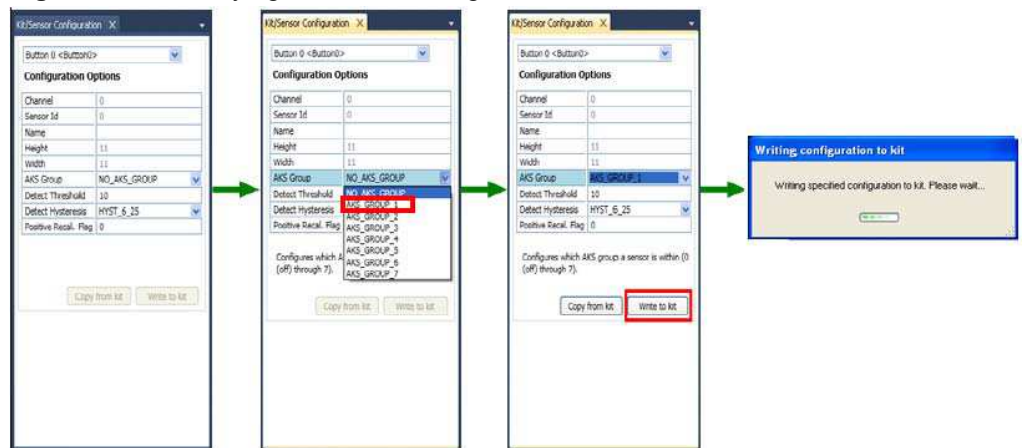 Kit/Sensor Configuration X
Button 0 <Button0>
Configuration Options
Channel 0
Sensor Id 0
Name
Height 11
Width 11
AKS Group NO_AKS_GROUP
Detect Threshold 10
Detect Hysteresis HYST_6_25
Positive Recal. Flag 0
Copy from kit Write to kit
Kit/Sensor Configuration X
Button 0 <Button0>
Configuration Options
Channel 0
Sensor Id 0
Name
Height 11
Width 11
AKS Group NO_AKS_GROUP
Detect Threshold NO_AKS_GROUP
AKS_GROUP_1
Detect Hysteresis AKS_GROUP_2
Positive Recal. Flag AKS_GROUP_3
AKS_GROUP_4
Configures which A AKS_GROUP_5
(off) through 7). AKS_GROUP_6
AKS_GROUP_7
10
HYST_6_25
0
Copy from kit Write to kit
Kit/Sensor Configuration X
Button 0 <Button0>
Configuration Options
Channel 0
Sensor Id 0
Name
Height 11
Width 11
AKS Group AKS_GROUP_1
Detect Threshold 10
Detect Hysteresis HYST_6_25
Positive Recal. Flag 0
Configures which AKS group a sensor is within (0
(off) through 7).
Copy from kit Write to kit
Writing configuration to kit
Writing specified configuration to kit. Please wait...